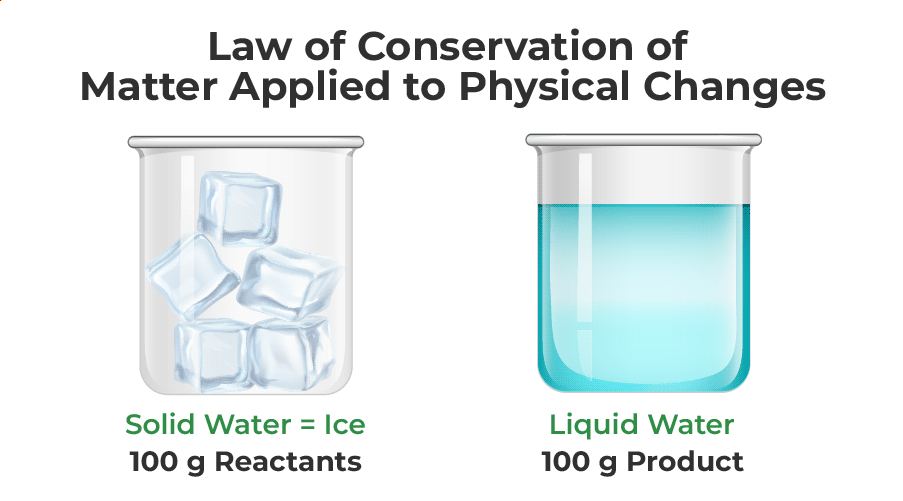 Law of Conservation of
Matter Applied to Physical Changes
Solid Water = Ice
100 g Reactants
Liquid Water
100 g Product